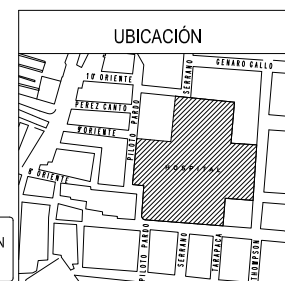 UBICACIÓN
GENARO GALLO
SERRANO
10 ORIENTE
PEREZ CANTO
9 ORIENTE
PILOTO PARDO
8 ORIENTE
HOSPITAL
PILOTO PARDO
SERRANO
TARAPACA
THOMPSON
N